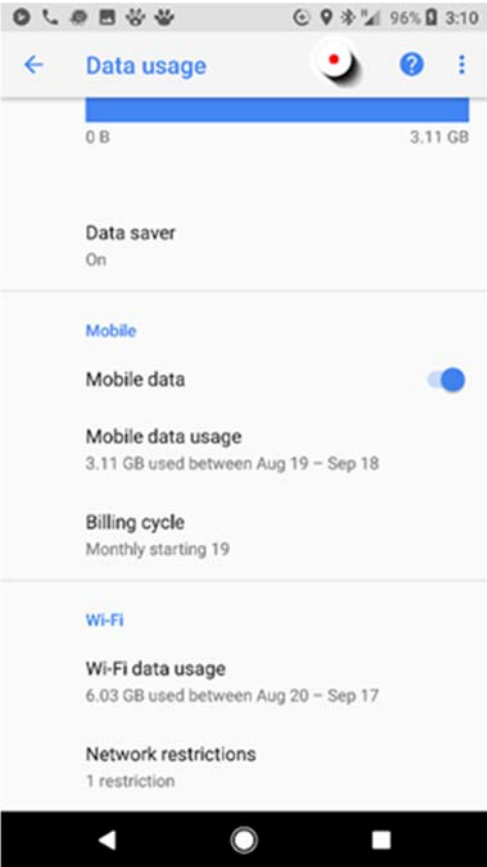 96% 3:10
Data usage
0 B 3.11 GB
Data saver
On
Mobile
Mobile data
Mobile data usage
3.11 GB used between Aug 19 – Sep 18
Billing cycle
Monthly starting 19
Wi-Fi
Wi-Fi data usage
6.03 GB used between Aug 20 – Sep 17
Network restrictions
1 restriction